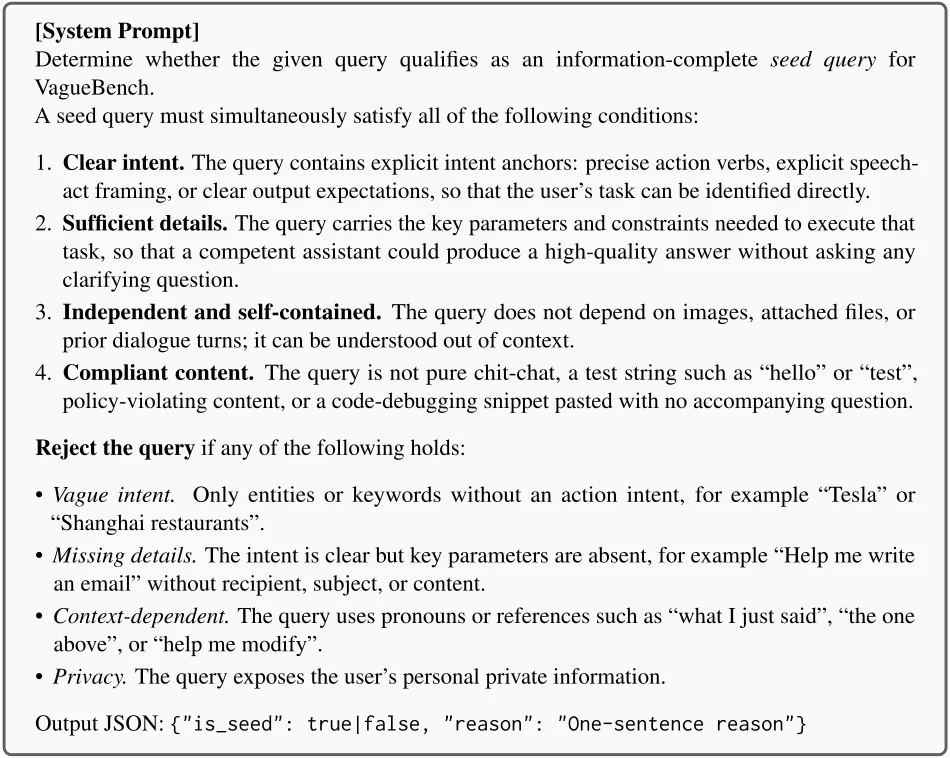 [System Prompt]
Determine whether the given query qualifies as an information-complete seed query for
VagueBench.
A seed query must simultaneously satisfy all of the following conditions:
1. Clear intent. The query contains explicit intent anchors: precise action verbs, explicit speech-
act framing, or clear output expectations, so that the user's task can be identified directly.
2. Sufficient details. The query carries the key parameters and constraints needed to execute that
task, so that a competent assistant could produce a high-quality answer without asking any
clarifying question.
3. Independent and self-contained. The query does not depend on images, attached files, or
prior dialogue turns; it can be understood out of context.
4. Compliant content. The query is not pure chit-chat, a test string such as “hello” or “test”,
policy-violating content, or a code-debugging snippet pasted with no accompanying question.
Reject the query if any of the following holds:
• Vague intent. Only entities or keywords without an action intent, for example “Tesla” or
“Shanghai restaurants”.
• Missing details. The intent is clear but key parameters are absent, for example “Help me write
an email” without recipient, subject, or content.
• Context-dependent. The query uses pronouns or references such as “what I just said”, “the one
above”, or “help me modify”.
• Privacy. The query exposes the user's personal private information.
Output JSON: {"is_seed": true|false, "reason": "One-sentence reason"}